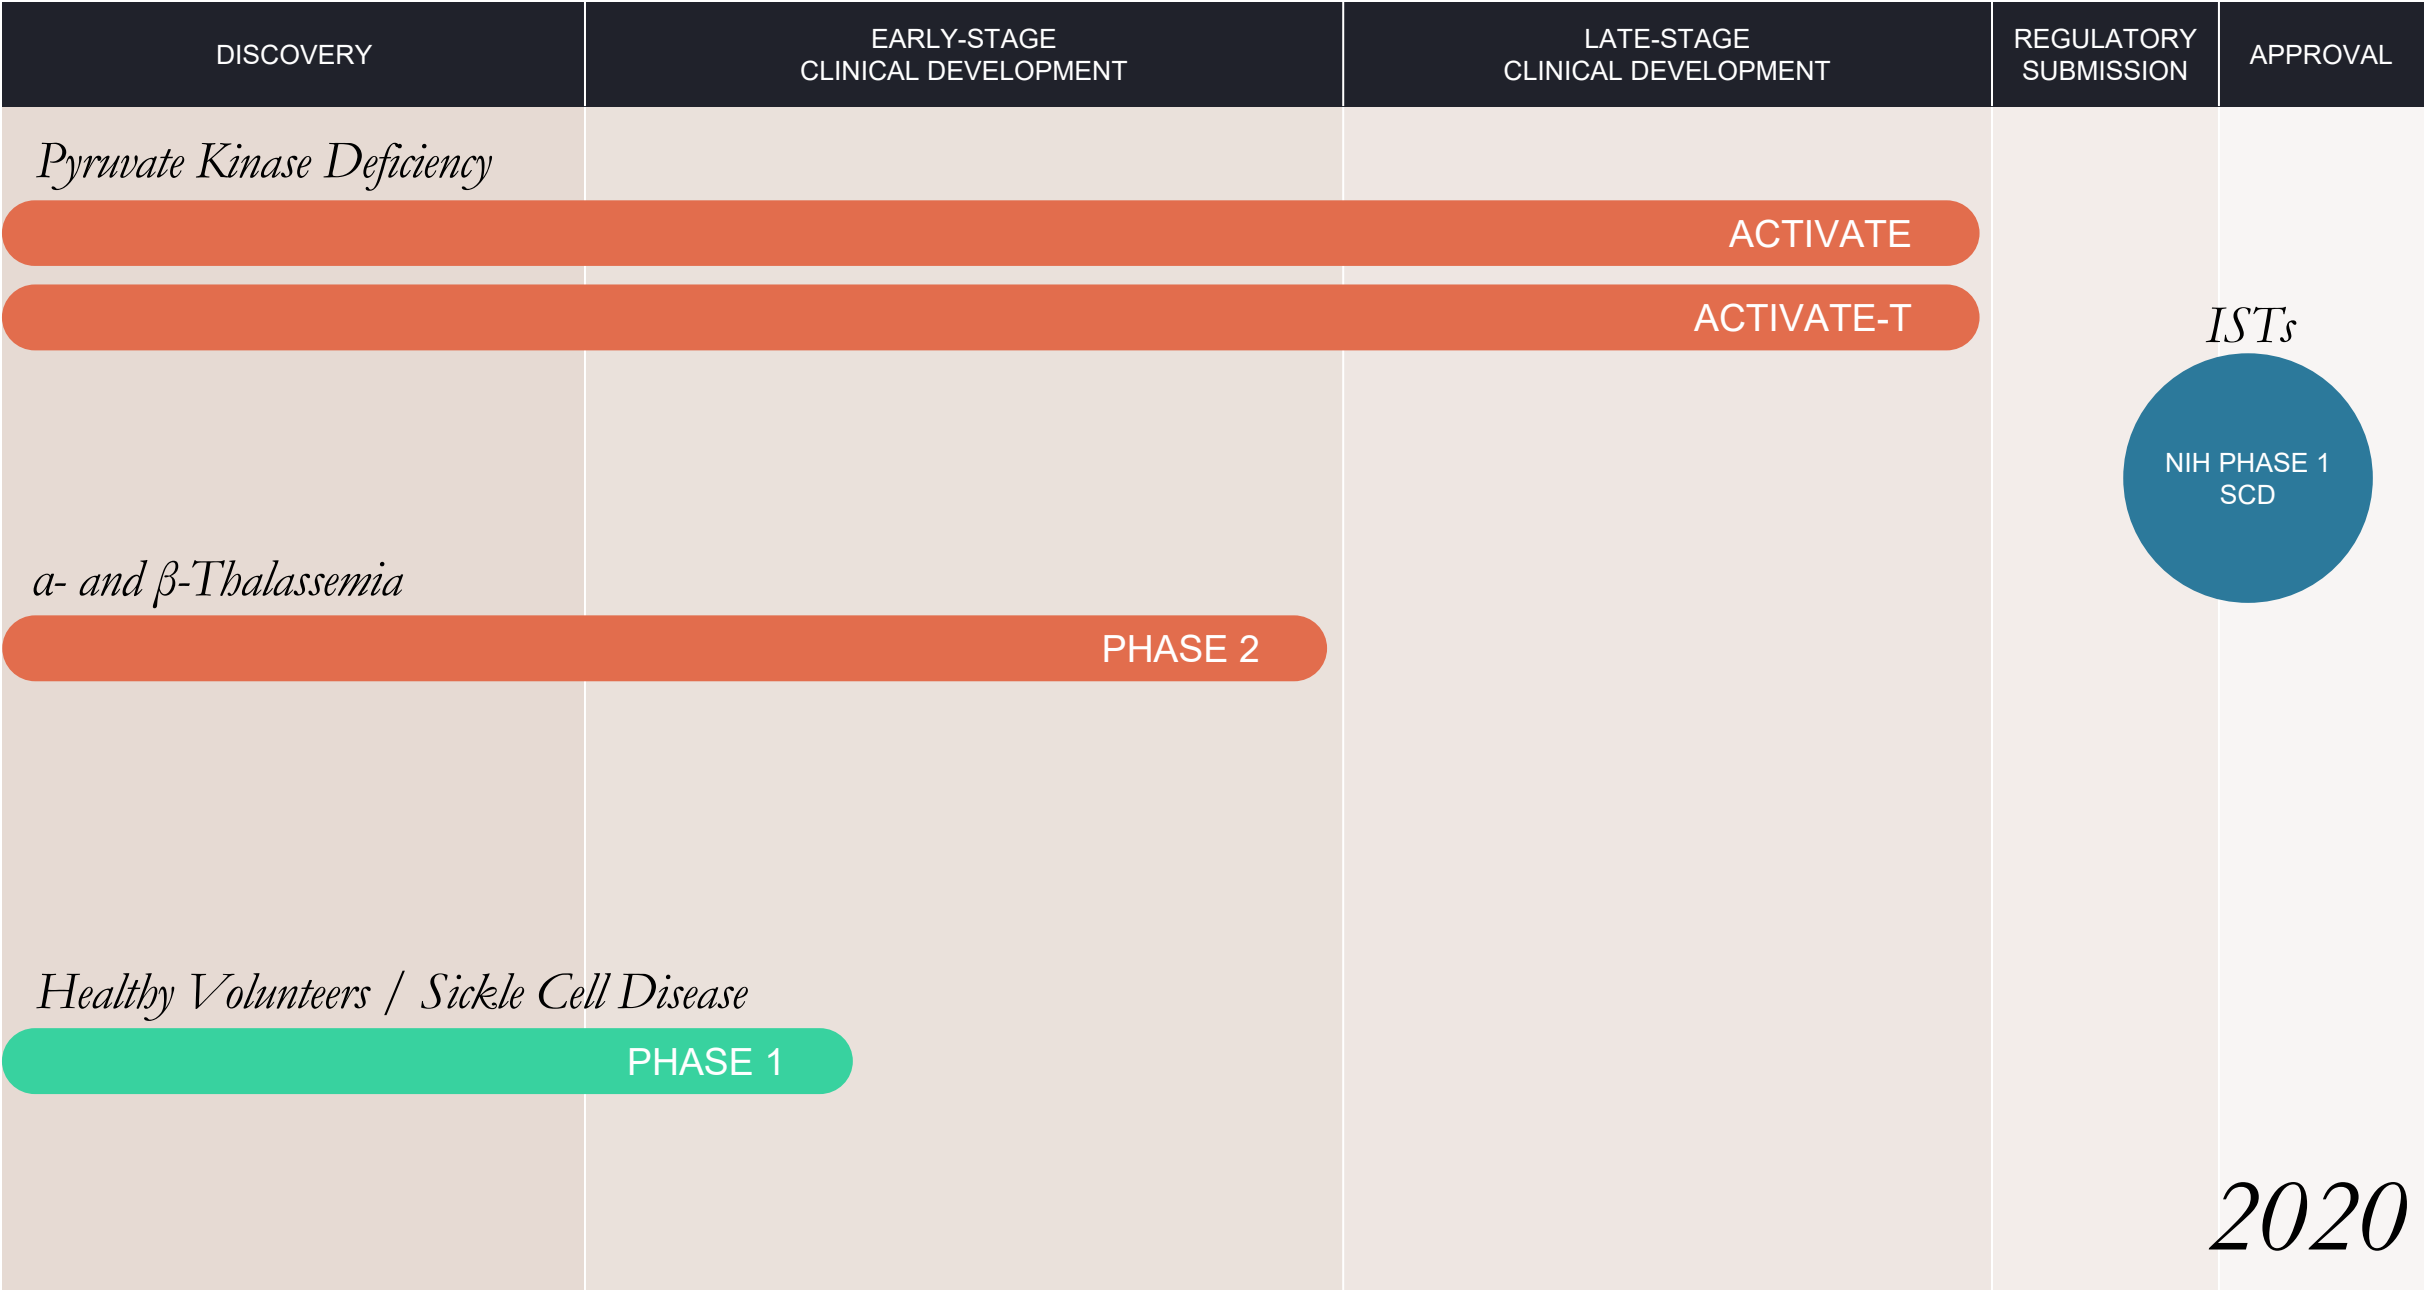 DISCOVERY
EARLY-STAGE
CLINICAL DEVELOPMENT
LATE-STAGE
CLINICAL DEVELOPMENT
REGULATORY
SUBMISSION
APPROVAL
Pyruvate Kinase Deficiency
ACTIVATE
ACTIVATE-T
ISTs
NIH PHASE 1
SCD
α- and β-Thalassemia
PHASE 2
Healthy Volunteers / Sickle Cell Disease
PHASE 1
2020